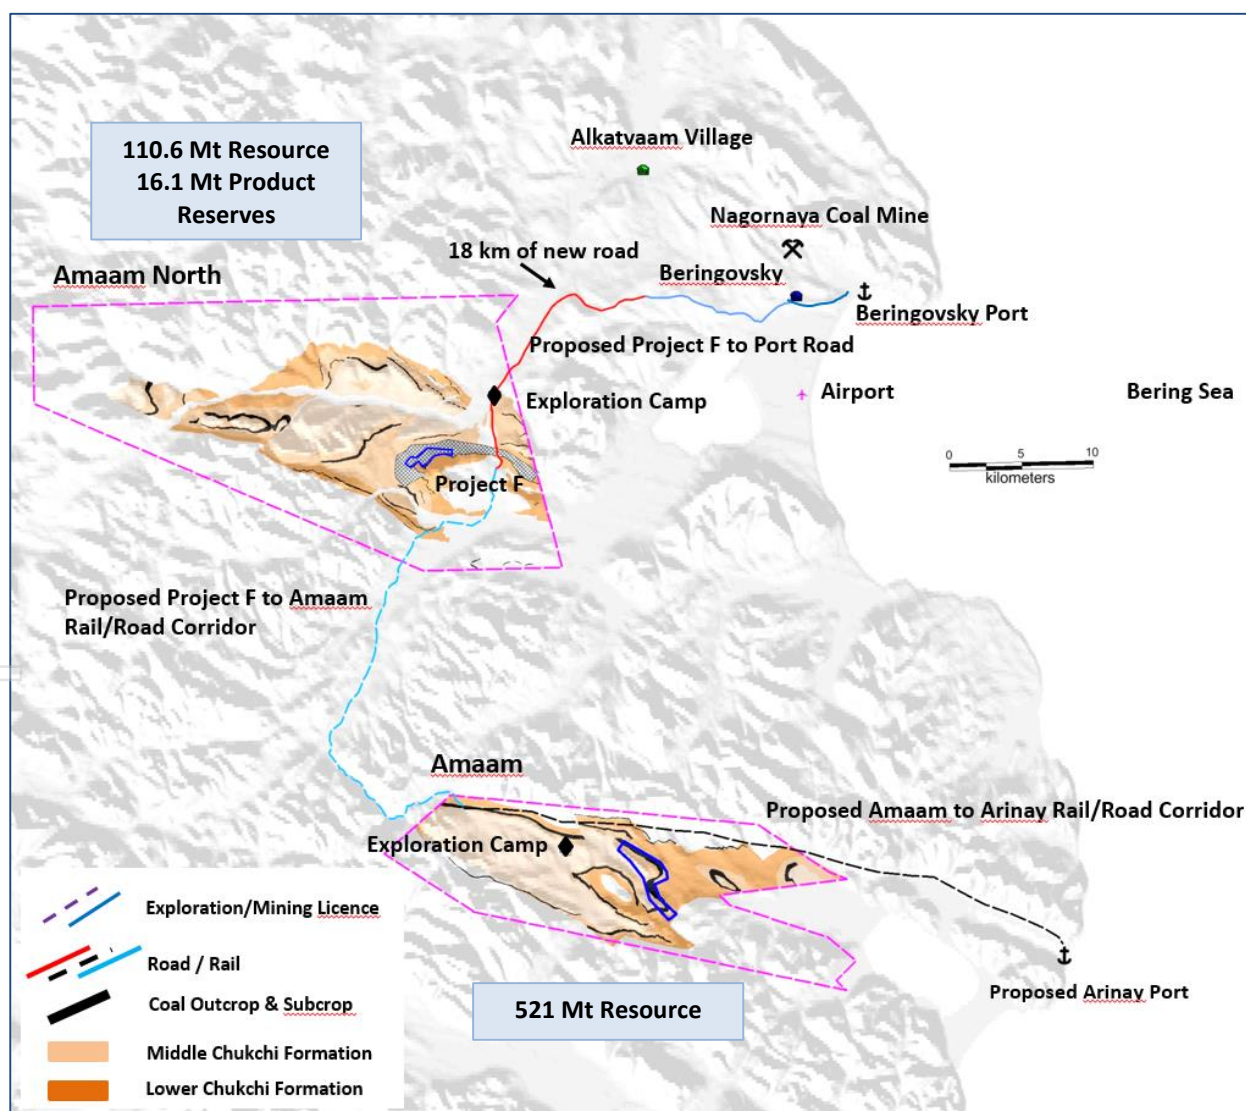 110.6 Mt Resource
16.1 Mt Product
Reserves
Alkatvaam Village
Nagornaya Coal Mine
18 km of new road
Amaam North
Beringovsky
Beringovsky Port
Proposed Project F to Port Road
Airport
Bering Sea
Exploration Camp
0 5 10
kilometers
Project F
Proposed Project F to Amaam
Rail/Road Corridor
Amaam
Proposed Amaam to Arinay Rail/Road Corridor
Exploration Camp
Exploration/Mining Licence
Road / Rail
Coal Outcrop & Subcrop
Middle Chukchi Formation
Lower Chukchi Formation
521 Mt Resource
Proposed Arinay Port